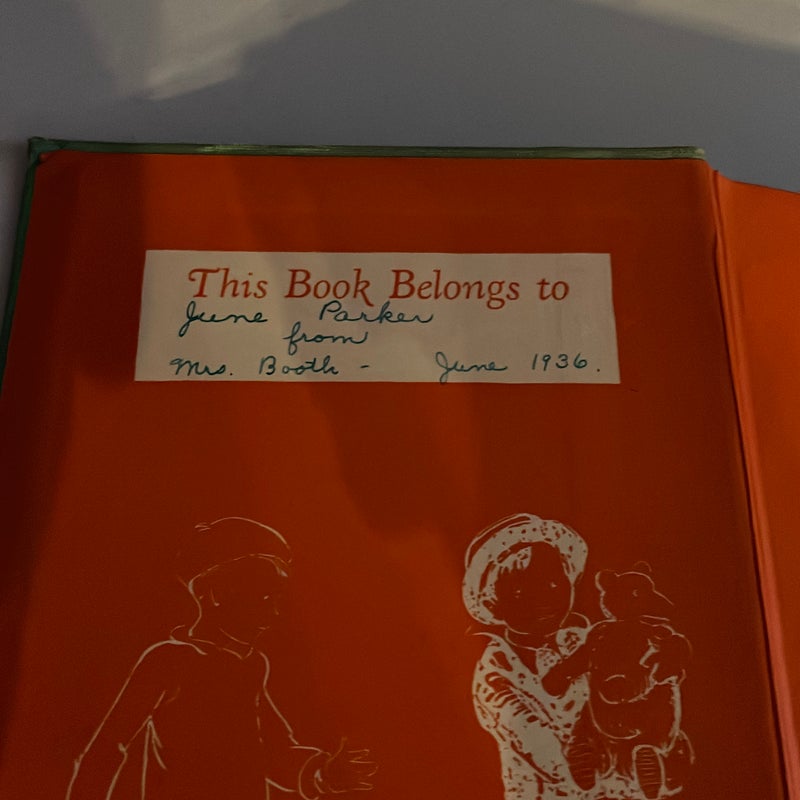 This Book Belongs to
June Parker
from
Mrs. Booth - June 1936.